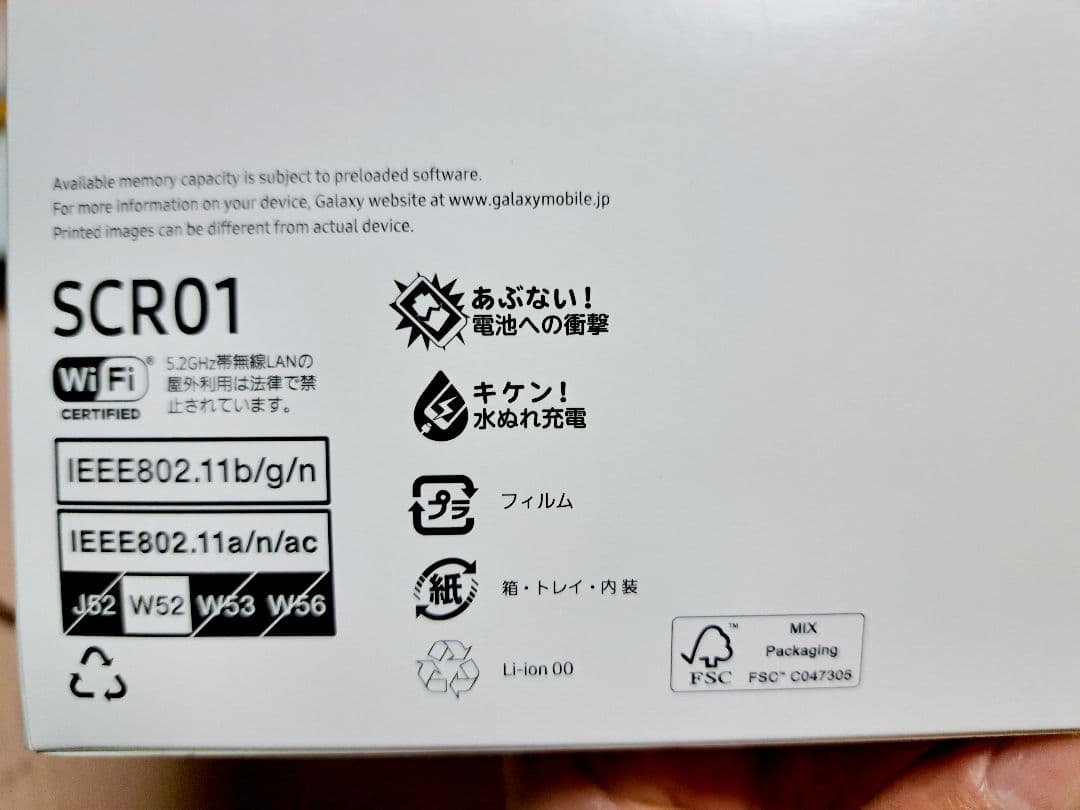 Available memory capacity is subject to preloaded software.
For more information on your device, Galaxy website at www.galaxymobile.jp
Printed images can be different from actual device.
SCR01
Wi Fi®
CERTIFIED
5.2GHz帯無線LANの
屋外利用は法律で禁
止されています。
IEEE802.11b/g/n
IEEE802.11a/n/ac
J52 W52 W53 W56
あぶない!
電池への衝撃
キケン!
水ぬれ充電
プラ フィルム
紙 箱・トレイ・内装
Li-ion 00
FSC™
MIX
Packaging
FSC™ C047305